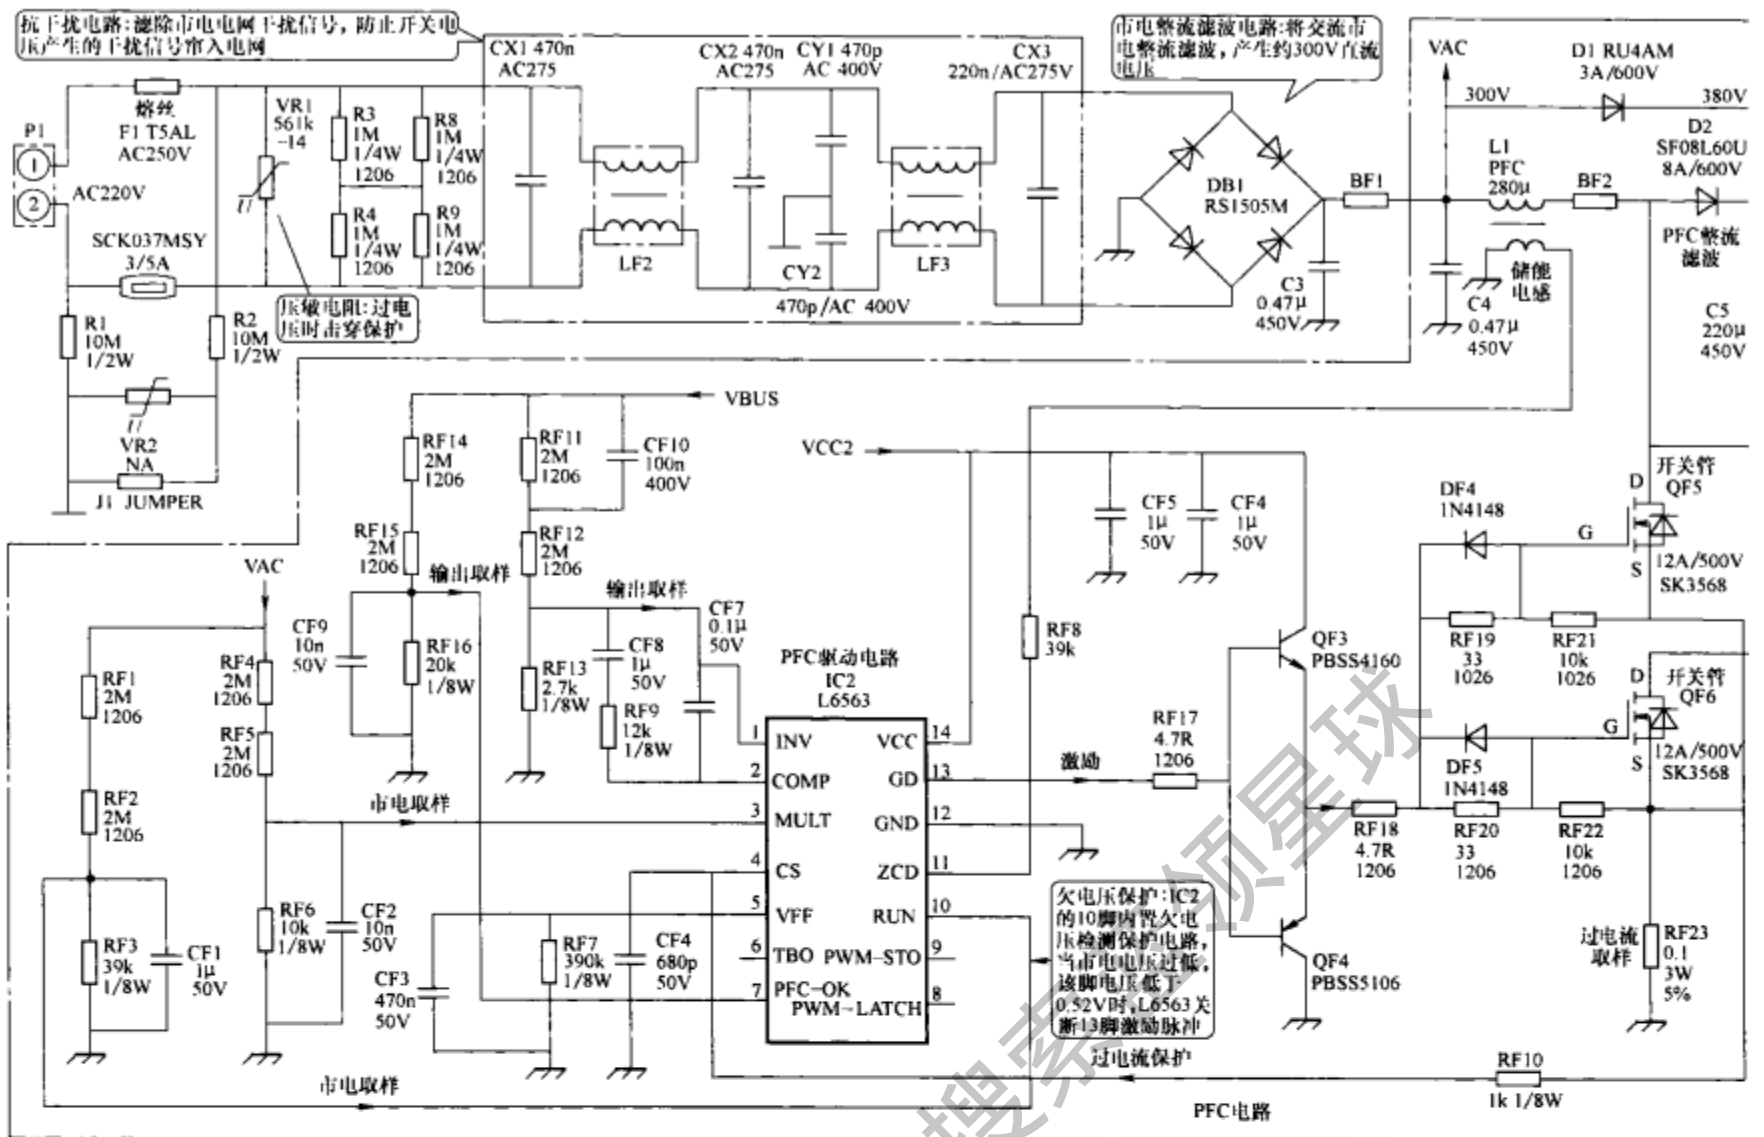 抗干扰电路:滤除市电电网干扰信号,防止开关电
压产生的干扰信号窜入电网
CX1 470n
AC275
CX2 470n
AC275
CY1 470p
AC 400V
CX3
220n/AC275V
市电整流滤波电路:将交流市
电整流滤波,产生约300V直流
电压
VAC
D1 RU4AM
3A/600V
300V
380V
D2
SF08L60U
8A/600V
P1
1
2
熔丝
F1 T5AL
AC250V
AC220V
VR1
561k
-14
R3
1M
1/4W
1206
R8
1M
1/4W
1206
R4
1M
1/4W
1206
R9
1M
1/4W
1206
SCK037MSY
3/5A
压敏电阻:过电
压时击穿保护
LF2
CY2
470p/AC 400V
LF3
DB1
RS1505M
BF1
C3
0.47μ
450V
L1
PFC
280μ
BF2
PFC整流
滤波
储能
电感
C4
0.47μ
450V
C5
220μ
450V
R1
10M
1/2W
R2
10M
1/2W
VR2
NA
J1 JUMPER
VBUS
RF14
2M
1206
RF11
2M
1206
CF10
100n
400V
VCC2
RF15
2M
1206
RF12
2M
1206
CF5
1μ
50V
CF4
1μ
50V
DF4
1N4148
开关管
QF5
D
G
S
12A/500V
SK3568
VAC
输出取样
输出取样
CF9
10n
50V
RF16
20k
1/8W
RF13
2.7k
1/8W
CF8
1μ
50V
CF7
0.1μ
50V
RF9
12k
1/8W
RF8
39k
QF3
PBSS4160
RF19
33
1026
RF21
10k
1026
RF1
2M
1206
RF4
2M
1206
RF5
2M
1206
RF2
2M
1206
市电取样
PFC驱动电路
IC2
L6563
1
INV
2
COMP
3
MULT
4
CS
5
VFF
6
TBO
7
PFC-OK
VCC
14
GD
13
GND
12
ZCD
11
RUN
10
PWM-STO
9
PWM-LATCH
8
激励
RF17
4.7R
1206
开关管
QF6
D
G
S
12A/500V
SK3568
DF5
1N4148
RF18
4.7R
1206
RF20
33
1206
RF22
10k
1206
RF3
39k
1/8W
CF1
1μ
50V
RF6
10k
1/8W
CF2
10n
50V
CF3
470n
50V
RF7
390k
1/8W
CF4
680p
50V
欠电压保护:IC2
的10脚内置欠电
压检测保护电路,
当市电电压过低,
该脚电压低于
0.52V时,L6563关
断13脚激励脉冲
QF4
PBSS5106
过电流
取样
RF23
0.1
3W
5%
市电取样
过电流保护
RF10
1k 1/8W
PFC电路